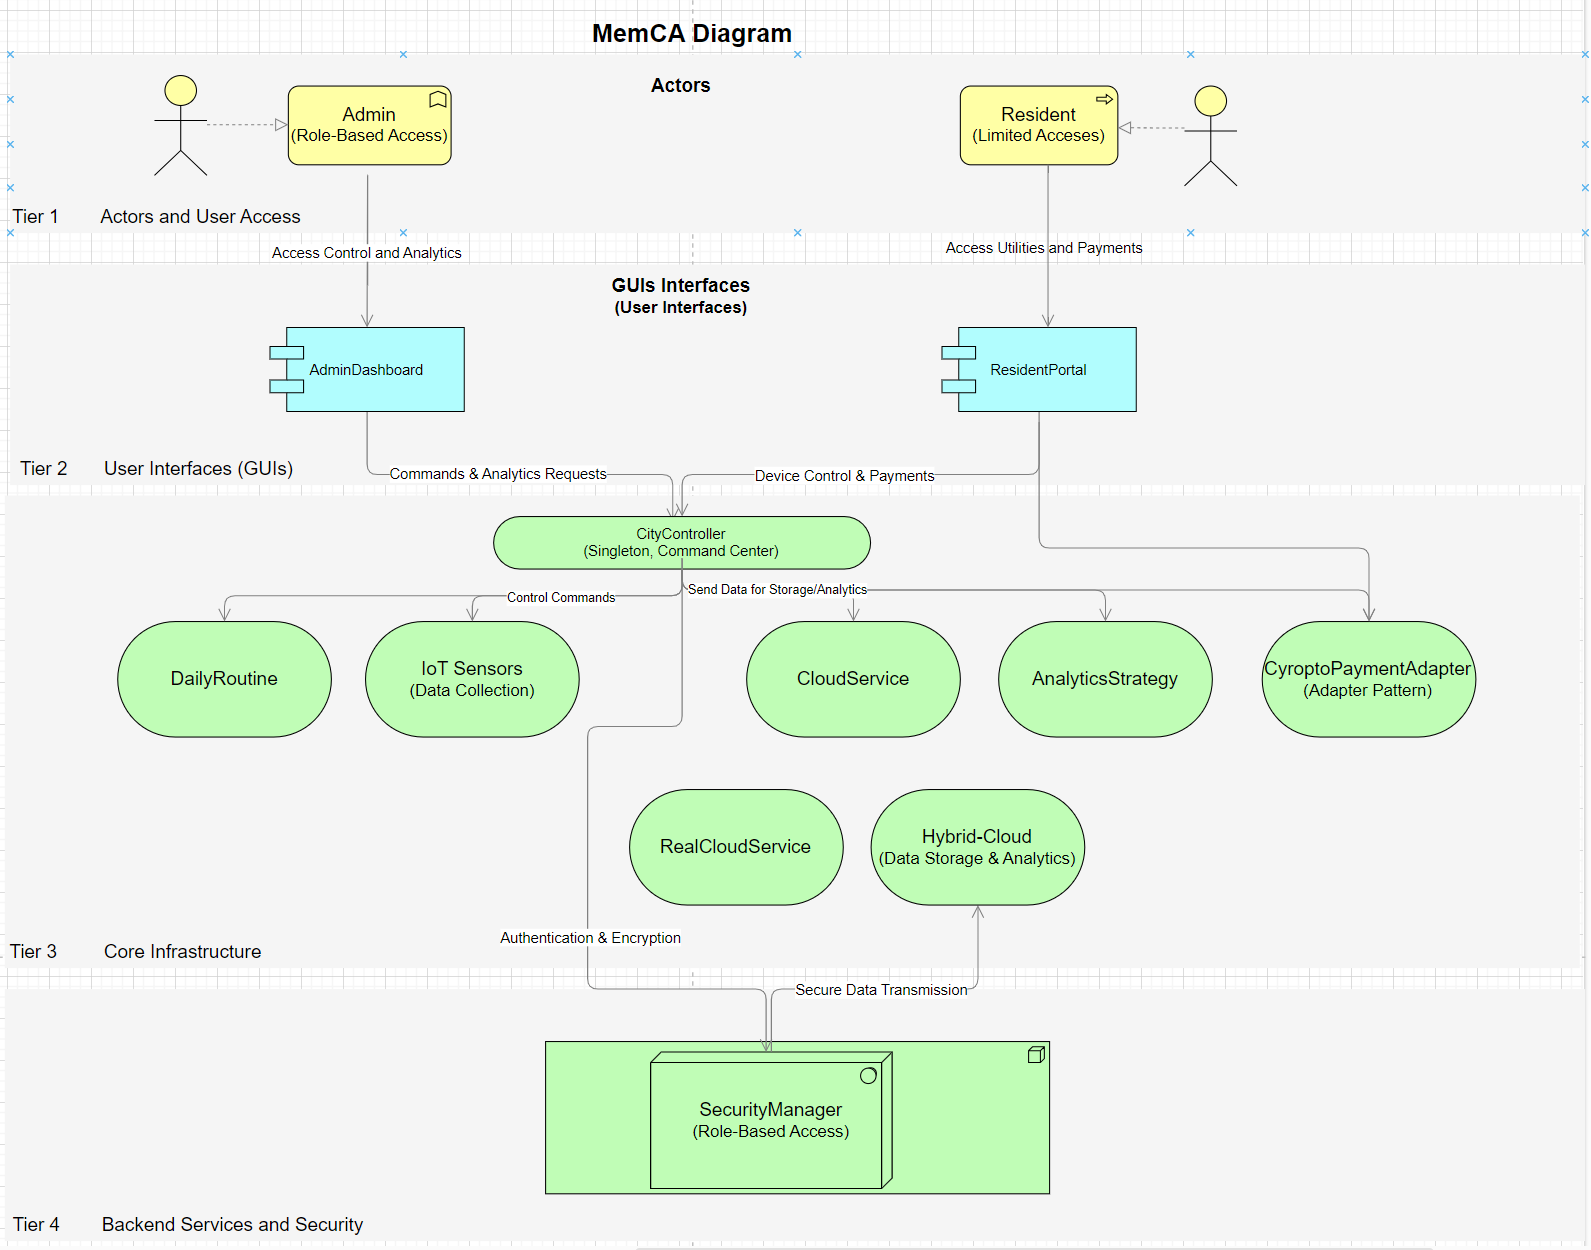 MemCA Diagram
Actors
Admin
(Role-Based Access)
Resident
(Limited Acceses)
Tier 1 Actors and User Access
Access Control and Analytics
Access Utilities and Payments
GUIs Interfaces
(User Interfaces)
AdminDashboard
ResidentPortal
Tier 2 User Interfaces (GUIs)
Commands & Analytics Requests
Device Control & Payments
CityController
(Singleton, Command Center)
Control Commands
Send Data for Storage/Analytics
DailyRoutine
IoT Sensors
(Data Collection)
CloudService
AnalyticsStrategy
CyroptoPaymentAdapter
(Adapter Pattern)
RealCloudService
Hybrid-Cloud
(Data Storage & Analytics)
Authentication & Encryption
Tier 3 Core Infrastructure
Secure Data Transmission
SecurityManager
(Role-Based Access)
Tier 4 Backend Services and Security